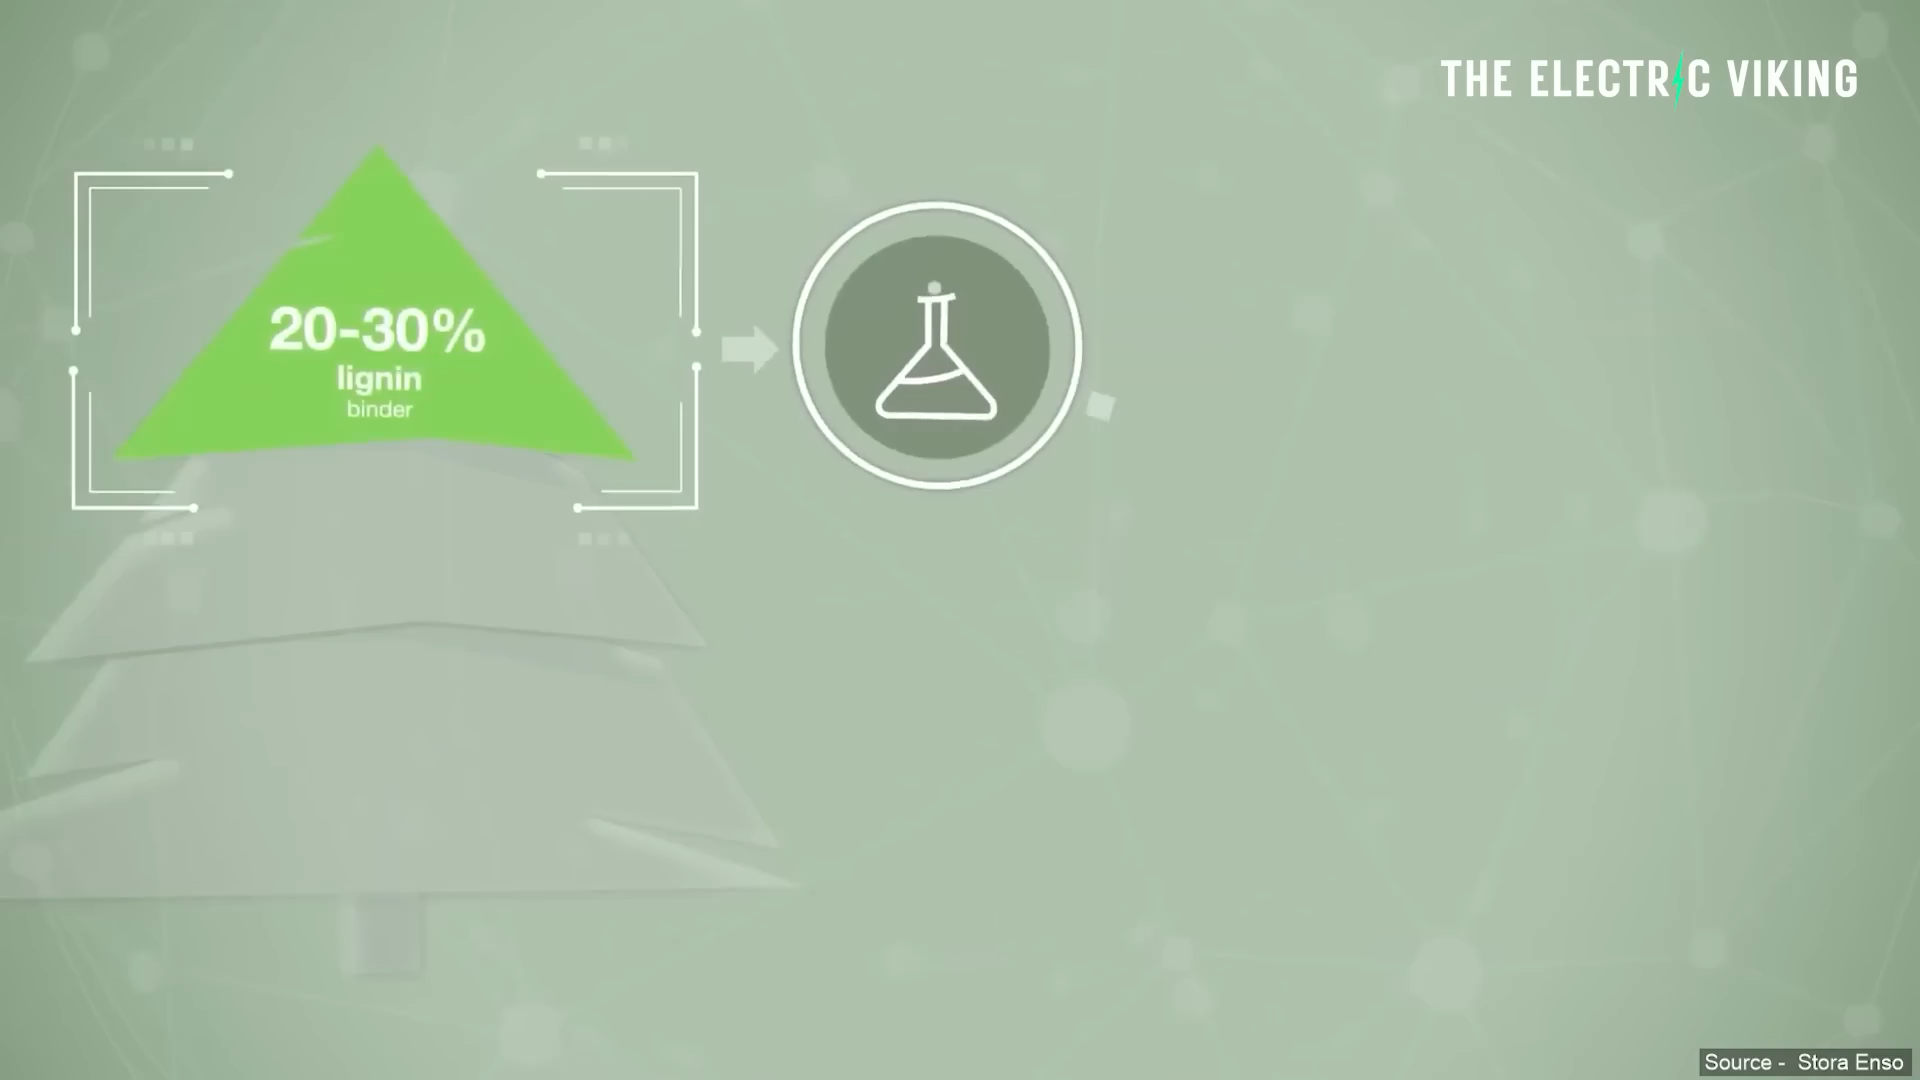 THE ELECTRIC VIKING
20-30%
lignin
binder
Source - Stora Enso